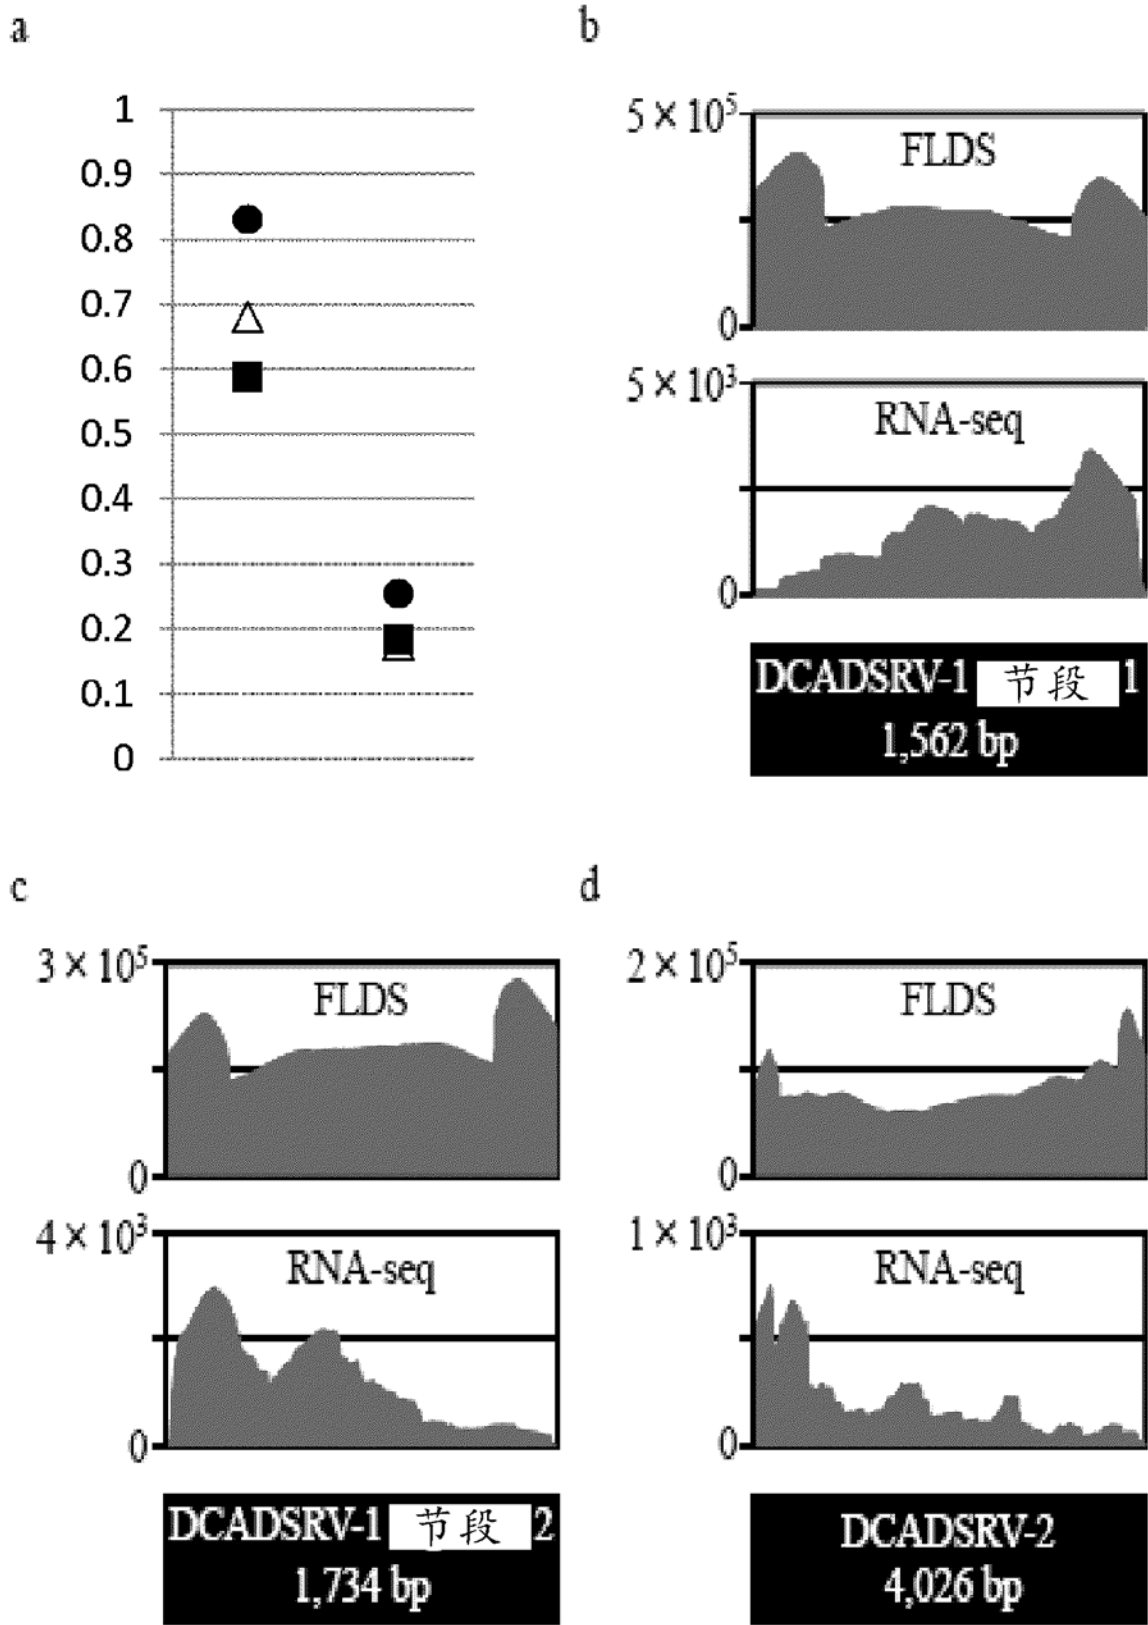 a
1
0.9
0.8
0.7
0.6
0.5
0.4
0.3
0.2
0.1
0
b
5 × 10⁵
FLDS
0
5 × 10³
RNA-seq
0
DCADSRV-1 节段 1
1,562 bp
c
3 × 10⁵
FLDS
0
4 × 10³
RNA-seq
0
DCADSRV-1 节段 2
1,734 bp
d
2 × 10⁵
FLDS
0
1 × 10³
RNA-seq
0
DCADSRV-2
4,026 bp